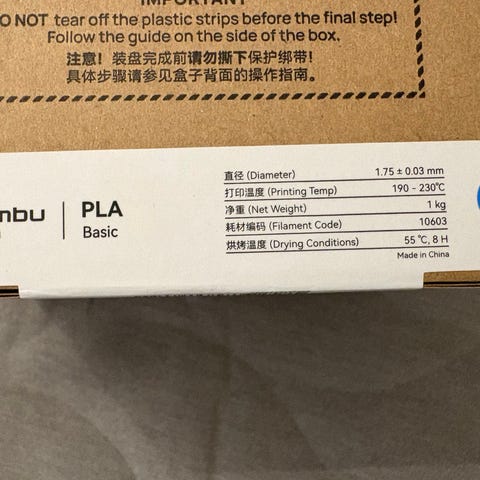 IMPORTANT
O NOT tear off the plastic strips before the final step!
Follow the guide on the side of the box.
注意！装盘完成前请勿撕下保护绑带！
具体步骤请参见盒子背面的操作指南。
nbu
PLA
Basic
直径 (Diameter) 1.75 ± 0.03 mm
打印温度 (Printing Temp) 190 - 230℃
净重 (Net Weight) 1 kg
耗材编码 (Filament Code) 10603
烘烤温度 (Drying Conditions) 55 ℃, 8 H
Made in China